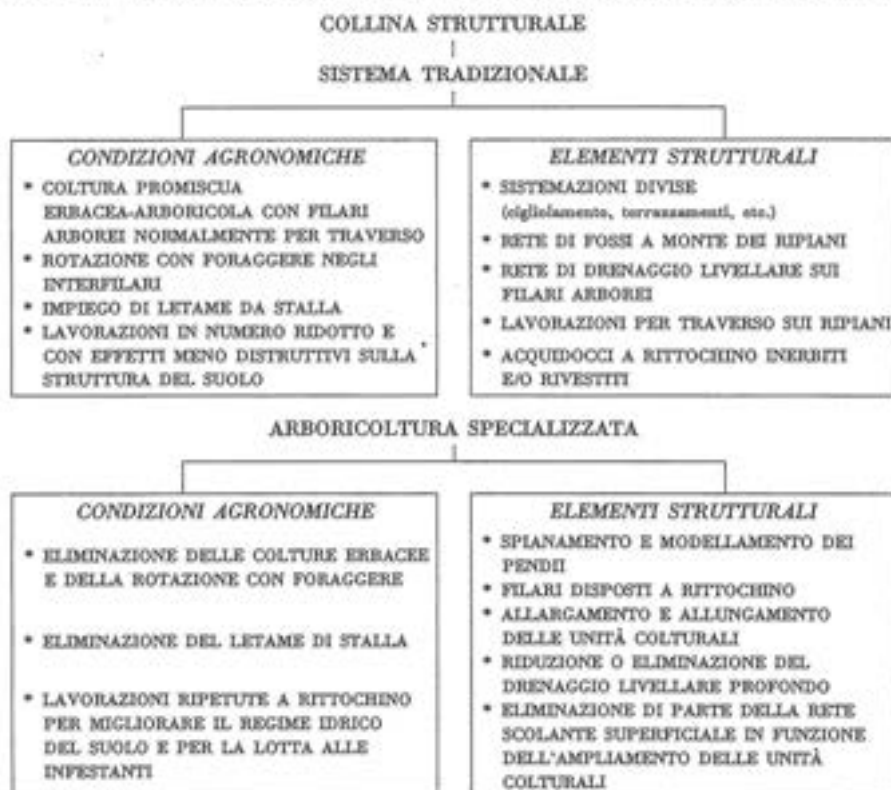 COLLINA STRUTTURALE
SISTEMA TRADIZIONALE
CONDIZIONI AGRONOMICHE
* COLTURA PROMISCUA
ERBACEA-ARBORICOLA CON FILARI
ARBOREI NORMALMENTE PER TRAVERSO
* ROTAZIONE CON FORAGGERE NEGLI
INTERFILARI
* IMPIEGO DI LETAME DA STALLA
* LAVORAZIONI IN NUMERO RIDOTTO E
CON EFFETTI MENO DISTRUTTIVI SULLA
STRUTTURA DEL SUOLO
ELEMENTI STRUTTURALI
* SISTEMAZIONI DIVISE
(ciglionamento, terrazzamenti, etc.)
* RETE DI FOSSI A MONTE DEI RIPIANI
* RETE DI DRENAGGIO LIVELLARE SUI
FILARI ARBOREI
* LAVORAZIONI PER TRAVERSO SUI RIPIANI
* ACQUIDOCCI A RITTOCHINO INERBITI
E/O RIVESTITI
ARBORICOLTURA SPECIALIZZATA
CONDIZIONI AGRONOMICHE
* ELIMINAZIONE DELLE COLTURE ERBACEE
E DELLA ROTAZIONE CON FORAGGERE
* ELIMINAZIONE DEL LETAME DI STALLA
* LAVORAZIONI RIPETUTE A RITTOCHINO
PER MIGLIORARE IL REGIME IDRICO
DEL SUOLO E PER LA LOTTA ALLE
INFESTANTI
ELEMENTI STRUTTURALI
* SPIANAMENTO E MODELLAMENTO DEI
PENDII
* FILARI DISPOSTI A RITTOCHINO
* ALLARGAMENTO E ALLUNGAMENTO
DELLE UNITÀ COLTURALI
* RIDUZIONE O ELIMINAZIONE DEL
DRENAGGIO LIVELLARE PROFONDO
* ELIMINAZIONE DI PARTE DELLA RETE
SCOLANTE SUPERFICIALE IN FUNZIONE
DELL'AMPLIAMENTO DELLE UNITÀ
COLTURALI